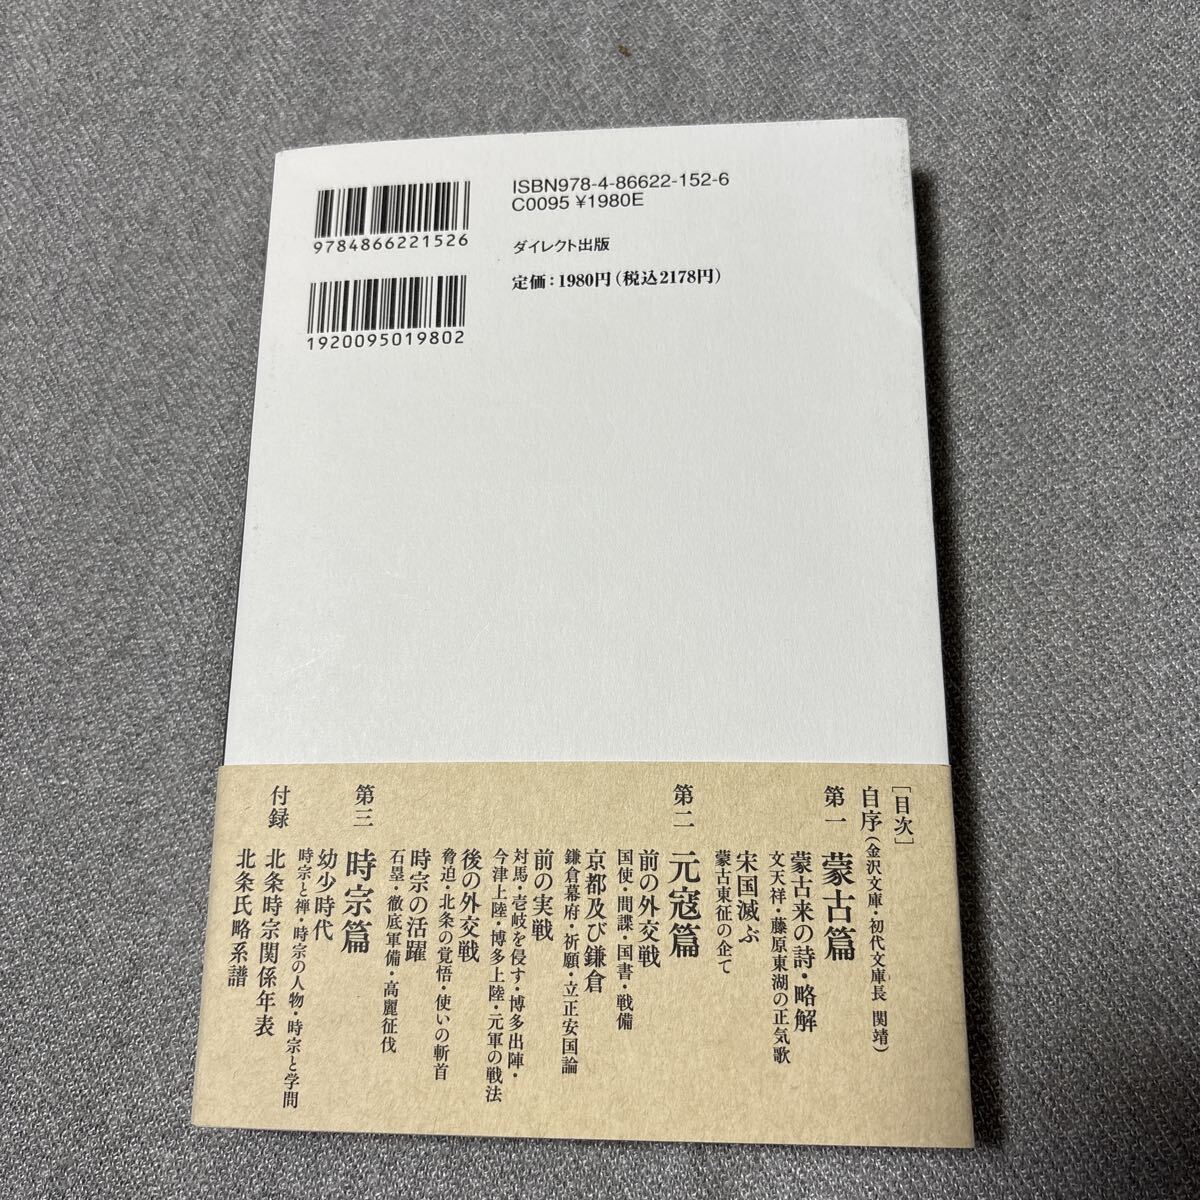 ISBN978-4-86622-152-6
C0095 ¥1980E
9784866221526
ダイレクト出版
定価：1980円（税込2178円）
1920095019802
［目次］
自序（金沢文庫・初代文庫長 関靖）
第一 蒙古篇
蒙古来の詩・略解
文天祥・藤原東湖の正気歌
宋国滅ぶ
蒙古東征の企て
第二 元寇篇
前の外交戦
国使・間諜・国書・戦備
京都及び鎌倉
鎌倉幕府・祈願・立正安国論
前の実戦
対馬・壱岐を侵す・博多出陣・
今津上陸・博多上陸・元軍の戦法
後の外交戦
脅迫・北条の覚悟・使いの斬首
時宗の活躍
石塁・徹底軍備・高麗征伐
第三 時宗篇
幼少時代
時宗と禅・時宗の人物・時宗と学問
付録 北条時宗関係年表
北条氏略系譜